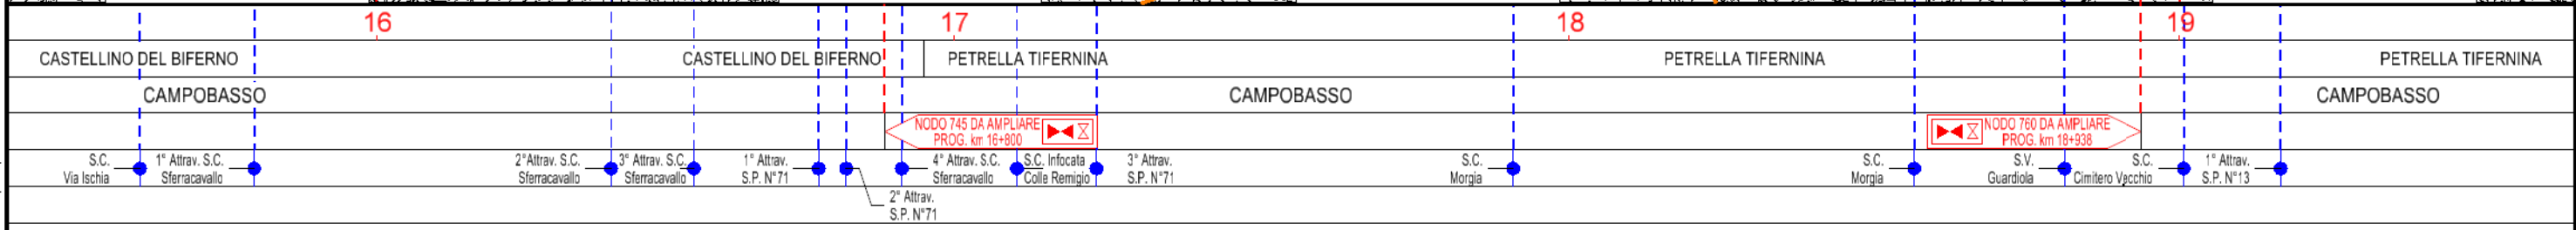 16 17 18 19
CASTELLINO DEL BIFERNO CASTELLINO DEL BIFERNO PETRELLA TIFERNINA PETRELLA TIFERNINA PETRELLA TIFERNINA
CAMPOBASSO CAMPOBASSO CAMPOBASSO
NODO 745 DA AMPLIARE
PROG. km 16+800
NODO 760 DA AMPLIARE
PROG. km 18+938
S.C.
Via Ischia
1° Attrav. S.C.
Sferracavallo
2°Attrav. S.C.
Sferracavallo
3° Attrav. S.C.
Sferracavallo
1° Attrav.
S.P. N°71
2° Attrav.
S.P. N°71
4° Attrav. S.C.
Sferracavallo
S.C. Infocata
Colle Remigio
3° Attrav.
S.P. N°71
S.C.
Morgia
S.C.
Morgia
S.V.
Guardiola
S.C.
Cimitero Vecchio
1° Attrav.
S.P. N°13